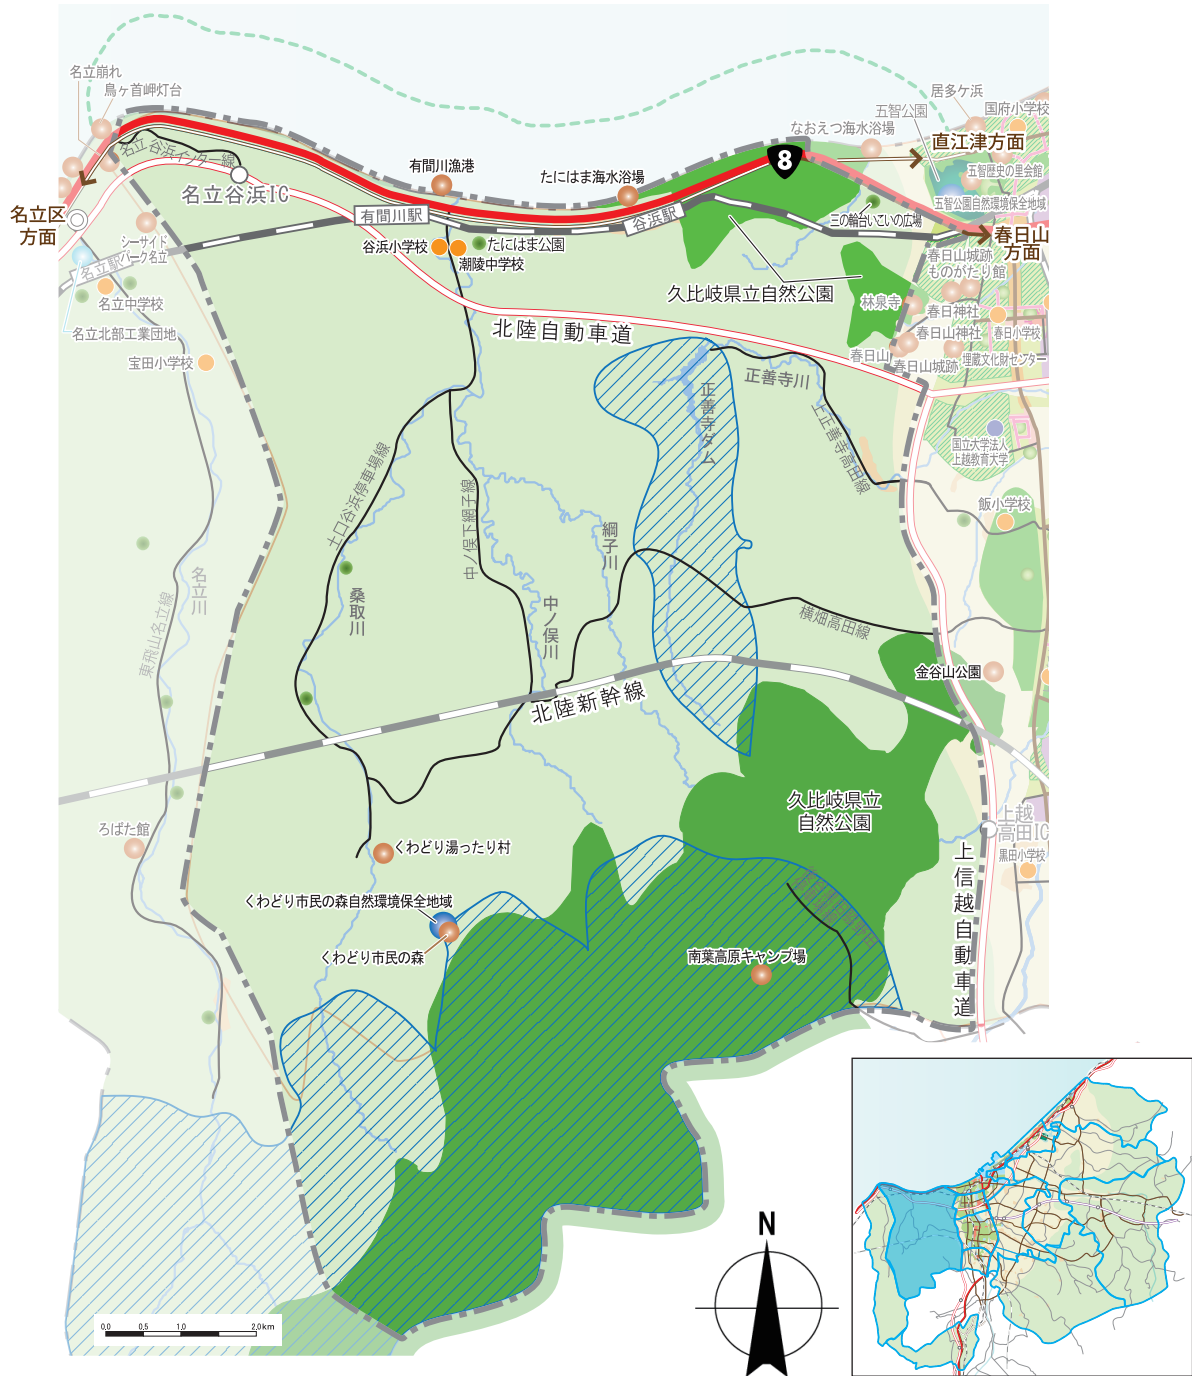 名立崩れ
鳥ヶ首岬灯台
名立谷浜インター線
名立谷浜IC
有間川漁港
たにはま海水浴場
なおえつ海水浴場
五智公園
居多ケ浜
国府小学校
直江津方面
8
五智歴史の里会館
五智公園自然環境保全地域
名立区
方面
シーサイド
パーク名立
有間川駅
谷浜駅
三の輪台いこいの広場
春日山
方面
谷浜小学校
潮陵中学校
たにはま公園
名立駅
名立中学校
名立北部工業団地
宝田小学校
久比岐県立自然公園
北陸自動車道
春日山城跡
ものがたり館
林泉寺
春日神社
春日山神社
春日小学校
春日山
春日山城跡
埋蔵文化財センター
正善寺川
正善寺ダム
上正善寺高田線
国立大学法人
上越教育大学
飯小学校
土口谷浜停車場線
中ノ俣下綱子線
綱子川
桑取川
中ノ俣川
名立川
東飛山名立線
横畑高田線
金谷山公園
北陸新幹線
久比岐県立
自然公園
上越
高田IC
黒田小学校
上信越自動車道
ろばた館
くわどり湯ったり村
くわどり市民の森自然環境保全地域
くわどり市民の森
南葉高原キャンプ場
0.0 0.5 1.0 2.0km
N